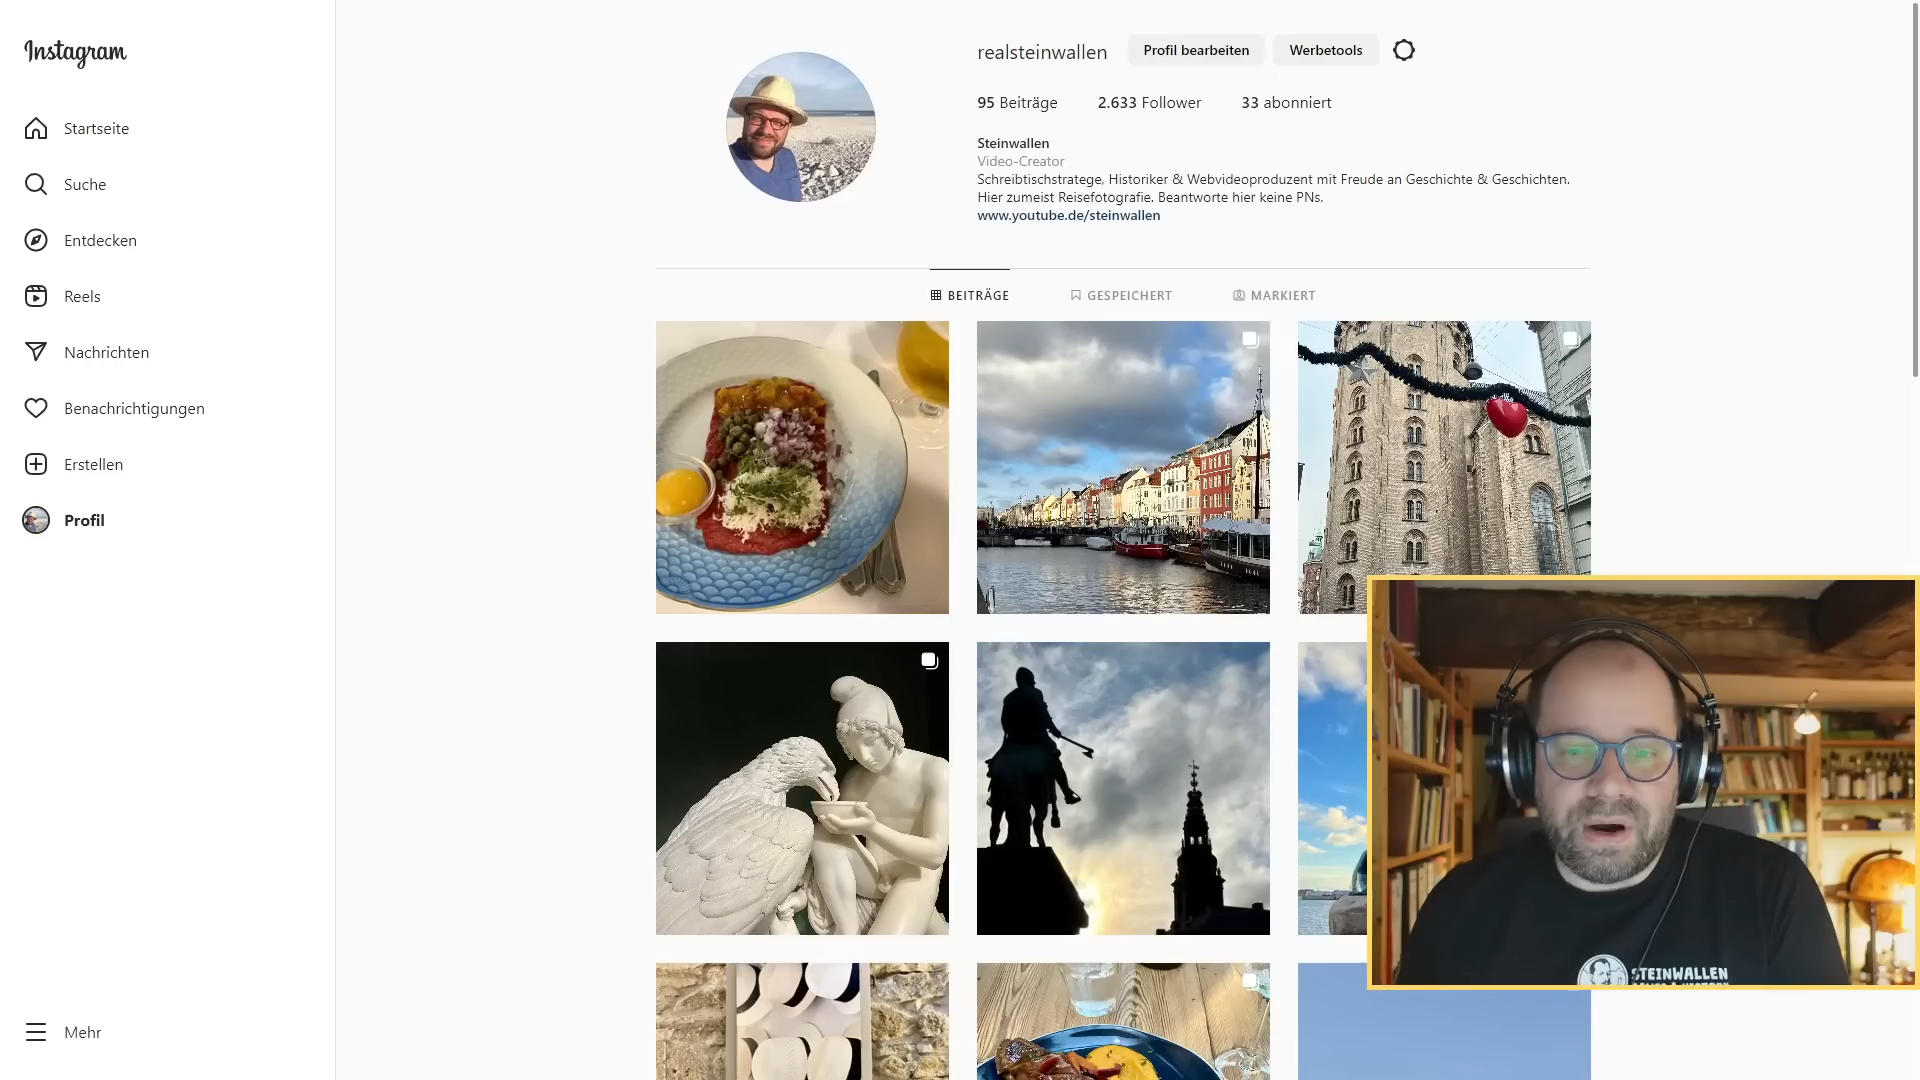 Instagram
Startseite
Suche
Entdecken
Reels
Nachrichten
Benachrichtigungen
Erstellen
Profil
Mehr
realsteinwallen
Profil bearbeiten
Werbetools
95 Beiträge
2.633 Follower
33 abonniert
Steinwallen
Video-Creator
Schreibtischstratege, Historiker & Webvideoproduzent mit Freude an Geschichte & Geschichten.
Hier zumeist Reisefotografie. Beantworte hier keine PNs.
www.youtube.de/steinwallen
BEITRÄGE
GESPEICHERT
MARKIERT
STEINWALLEN